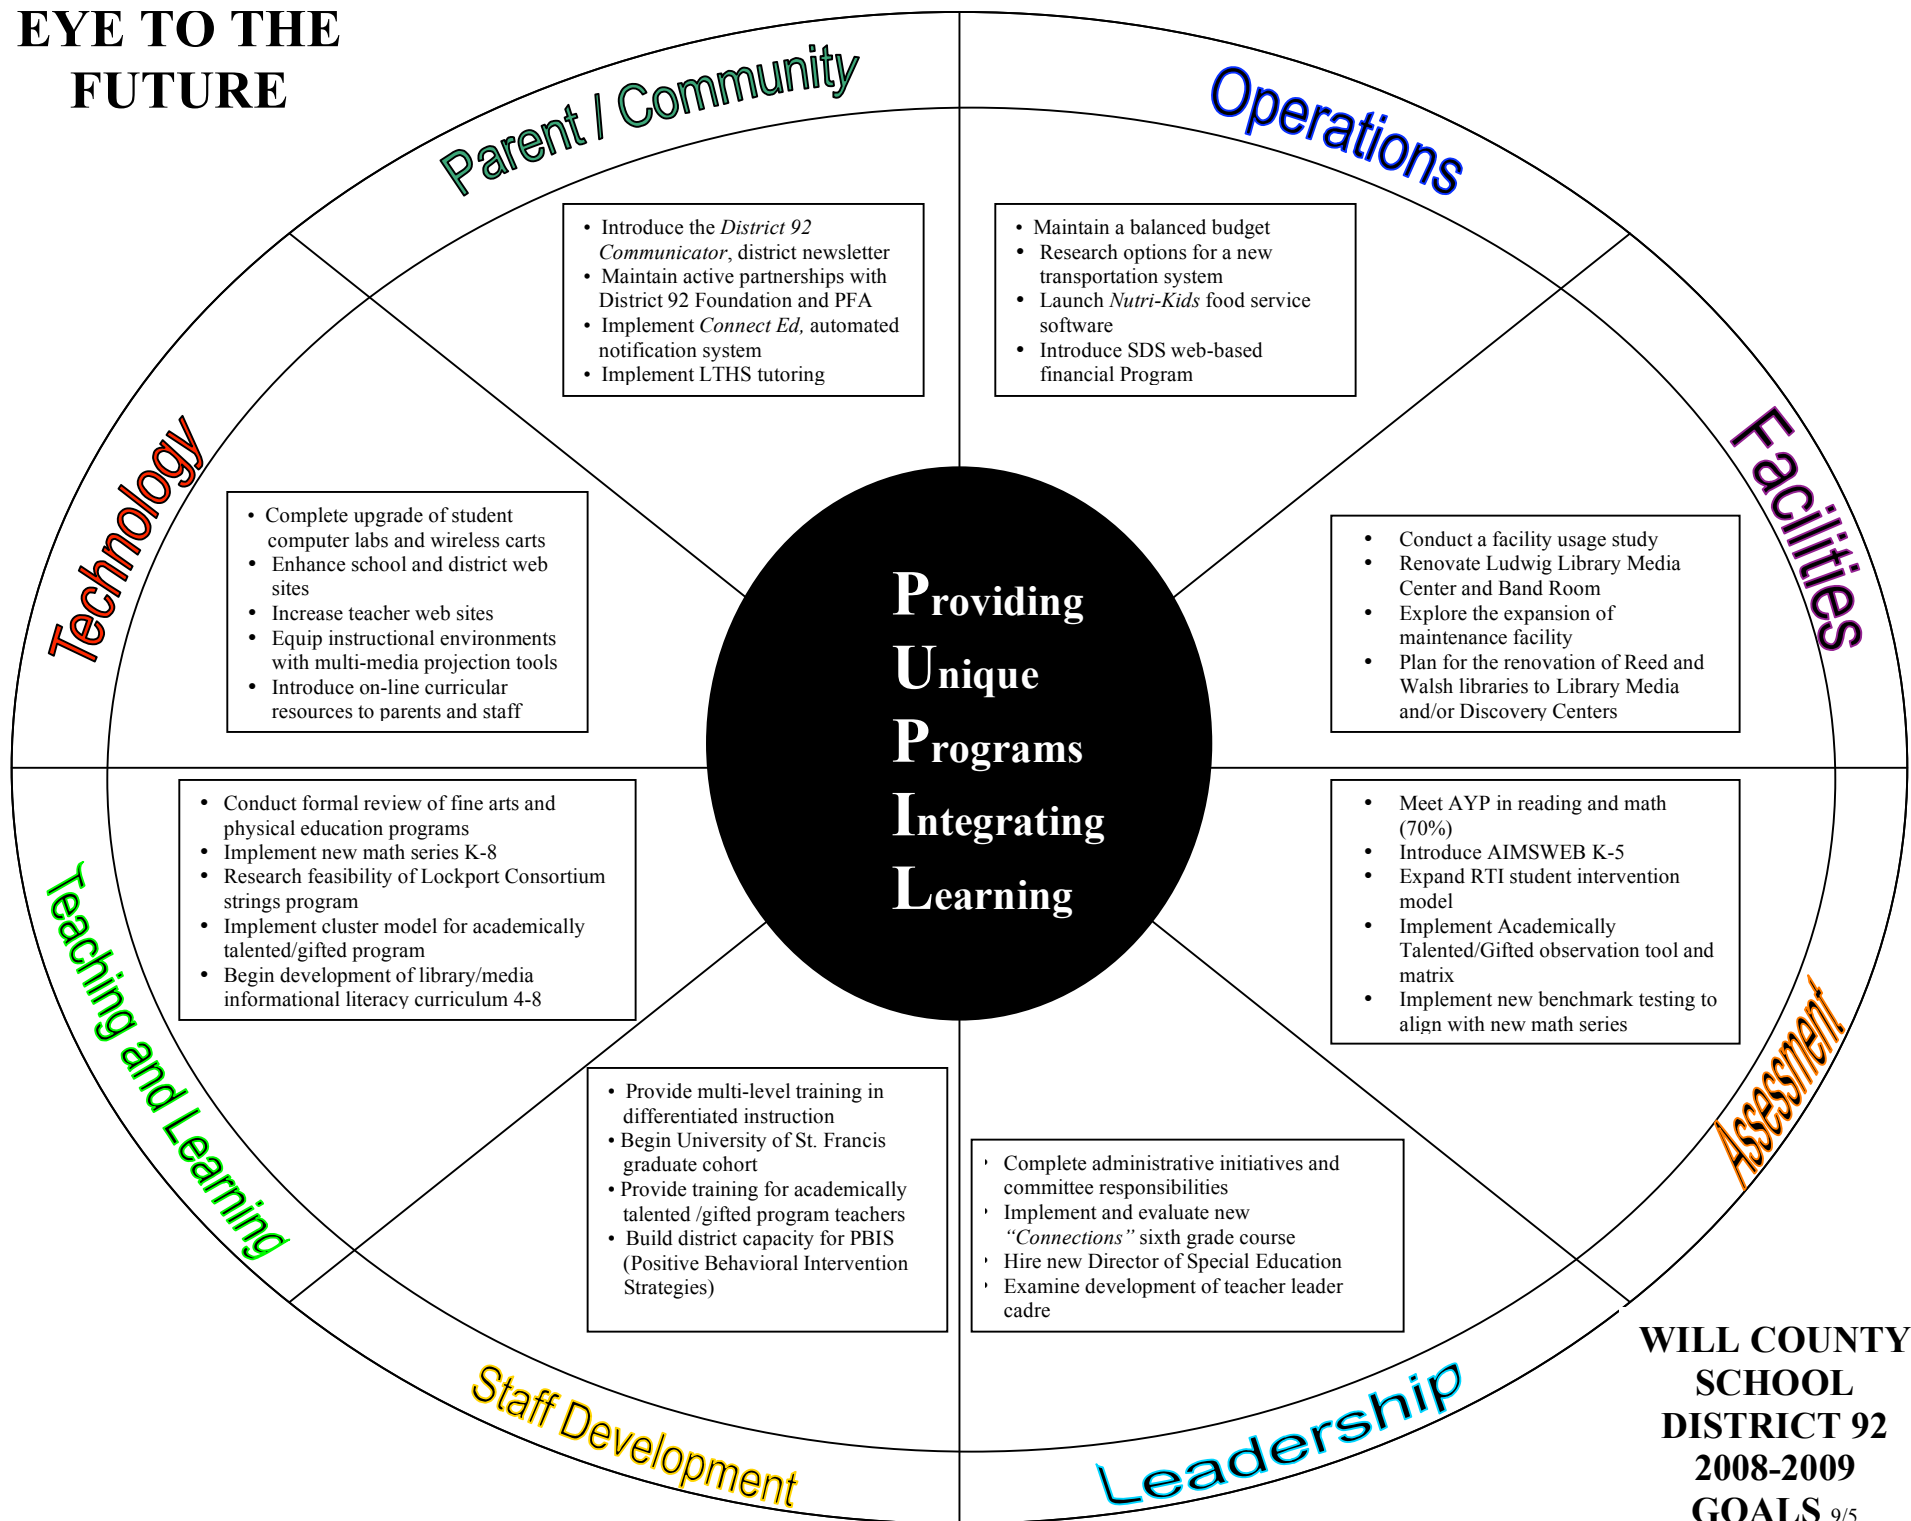 EYE TO THE
FUTURE
Parent / Community
Operations
• Introduce the District 92
Communicator, district newsletter
• Maintain active partnerships with
District 92 Foundation and PFA
• Implement Connect Ed, automated
notification system
• Implement LTHS tutoring
• Maintain a balanced budget
• Research options for a new
transportation system
• Launch Nutri-Kids food service
software
• Introduce SDS web-based
financial Program
Technology
• Complete upgrade of student
computer labs and wireless carts
• Enhance school and district web
sites
• Increase teacher web sites
• Equip instructional environments
with multi-media projection tools
• Introduce on-line curricular
resources to parents and staff
Facilities
• Conduct a facility usage study
• Renovate Ludwig Library Media
Center and Band Room
• Explore the expansion of
maintenance facility
• Plan for the renovation of Reed and
Walsh libraries to Library Media
and/or Discovery Centers
Providing
Unique
Programs
Integrating
Learning
Teaching and Learning
• Conduct formal review of fine arts and
physical education programs
• Implement new math series K-8
• Research feasibility of Lockport Consortium
strings program
• Implement cluster model for academically
talented/gifted program
• Begin development of library/media
informational literacy curriculum 4-8
Assessment
• Meet AYP in reading and math
(70%)
• Introduce AIMSWEB K-5
• Expand RTI student intervention
model
• Implement Academically
Talented/Gifted observation tool and
matrix
• Implement new benchmark testing to
align with new math series
Staff Development
• Provide multi-level training in
differentiated instruction
• Begin University of St. Francis
graduate cohort
• Provide training for academically
talented /gifted program teachers
• Build district capacity for PBIS
(Positive Behavioral Intervention
Strategies)
Leadership
• Complete administrative initiatives and
committee responsibilities
• Implement and evaluate new
“Connections” sixth grade course
• Hire new Director of Special Education
• Examine development of teacher leader
cadre
WILL COUNTY
SCHOOL
DISTRICT 92
2008-2009
GOALS 9/5